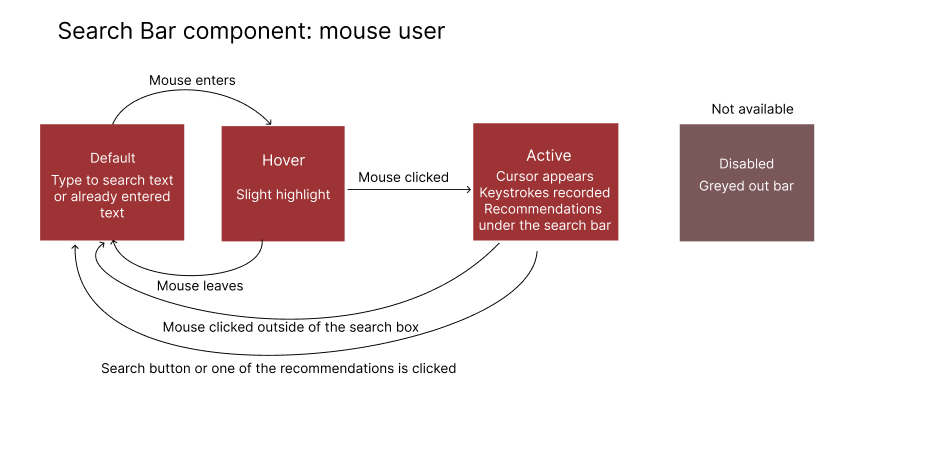 Search Bar component: mouse user
Mouse enters
Not available
Default
Type to search text
or already entered
text
Hover
Slight highlight
Mouse clicked
Active
Cursor appears
Keystrokes recorded
Recommendations
under the search bar
Disabled
Greyed out bar
Mouse leaves
Mouse clicked outside of the search box
Search button or one of the recommendations is clicked